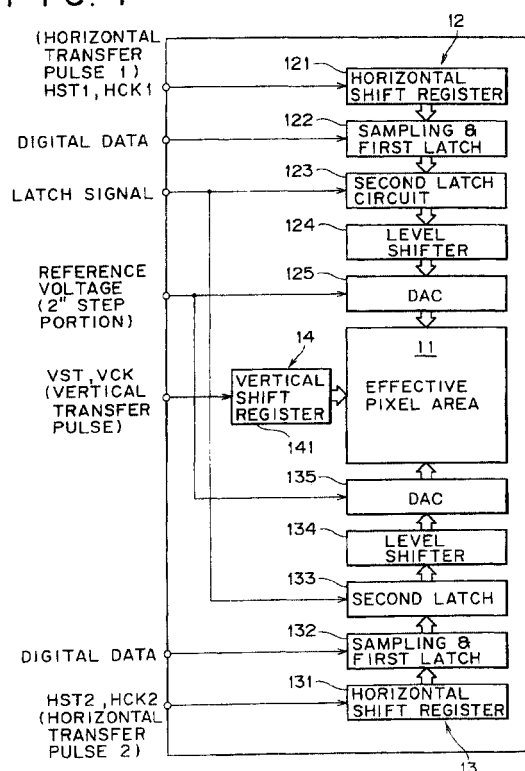 (HORIZONTAL
TRANSFER
PULSE 1)
HST1, HCK1
12
121
HORIZONTAL
SHIFT REGISTER
122
DIGITAL DATA
SAMPLING &
FIRST LATCH
123
LATCH SIGNAL
SECOND LATCH
CIRCUIT
124
LEVEL
SHIFTER
125
REFERENCE
VOLTAGE
(2" STEP
PORTION)
DAC
14
11
VST, VCK
(VERTICAL
TRANSFER
PULSE)
VERTICAL
SHIFT
REGISTER
141
EFFECTIVE
PIXEL AREA
135
DAC
134
LEVEL
SHIFTER
133
SECOND LATCH
132
DIGITAL DATA
SAMPLING &
FIRST LATCH
131
HST2, HCK2
(HORIZONTAL
TRANSFER
PULSE 2)
HORIZONTAL
SHIFT REGISTER
13